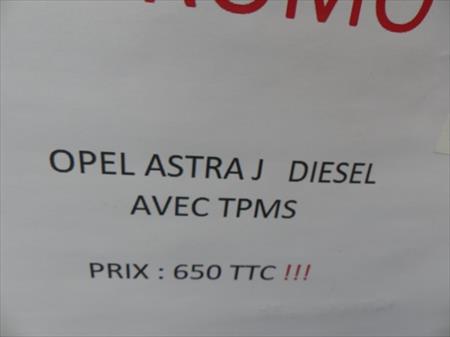 OPEL ASTRA J DIESEL
AVEC TPMS
PRIX : 650 TTC !!!